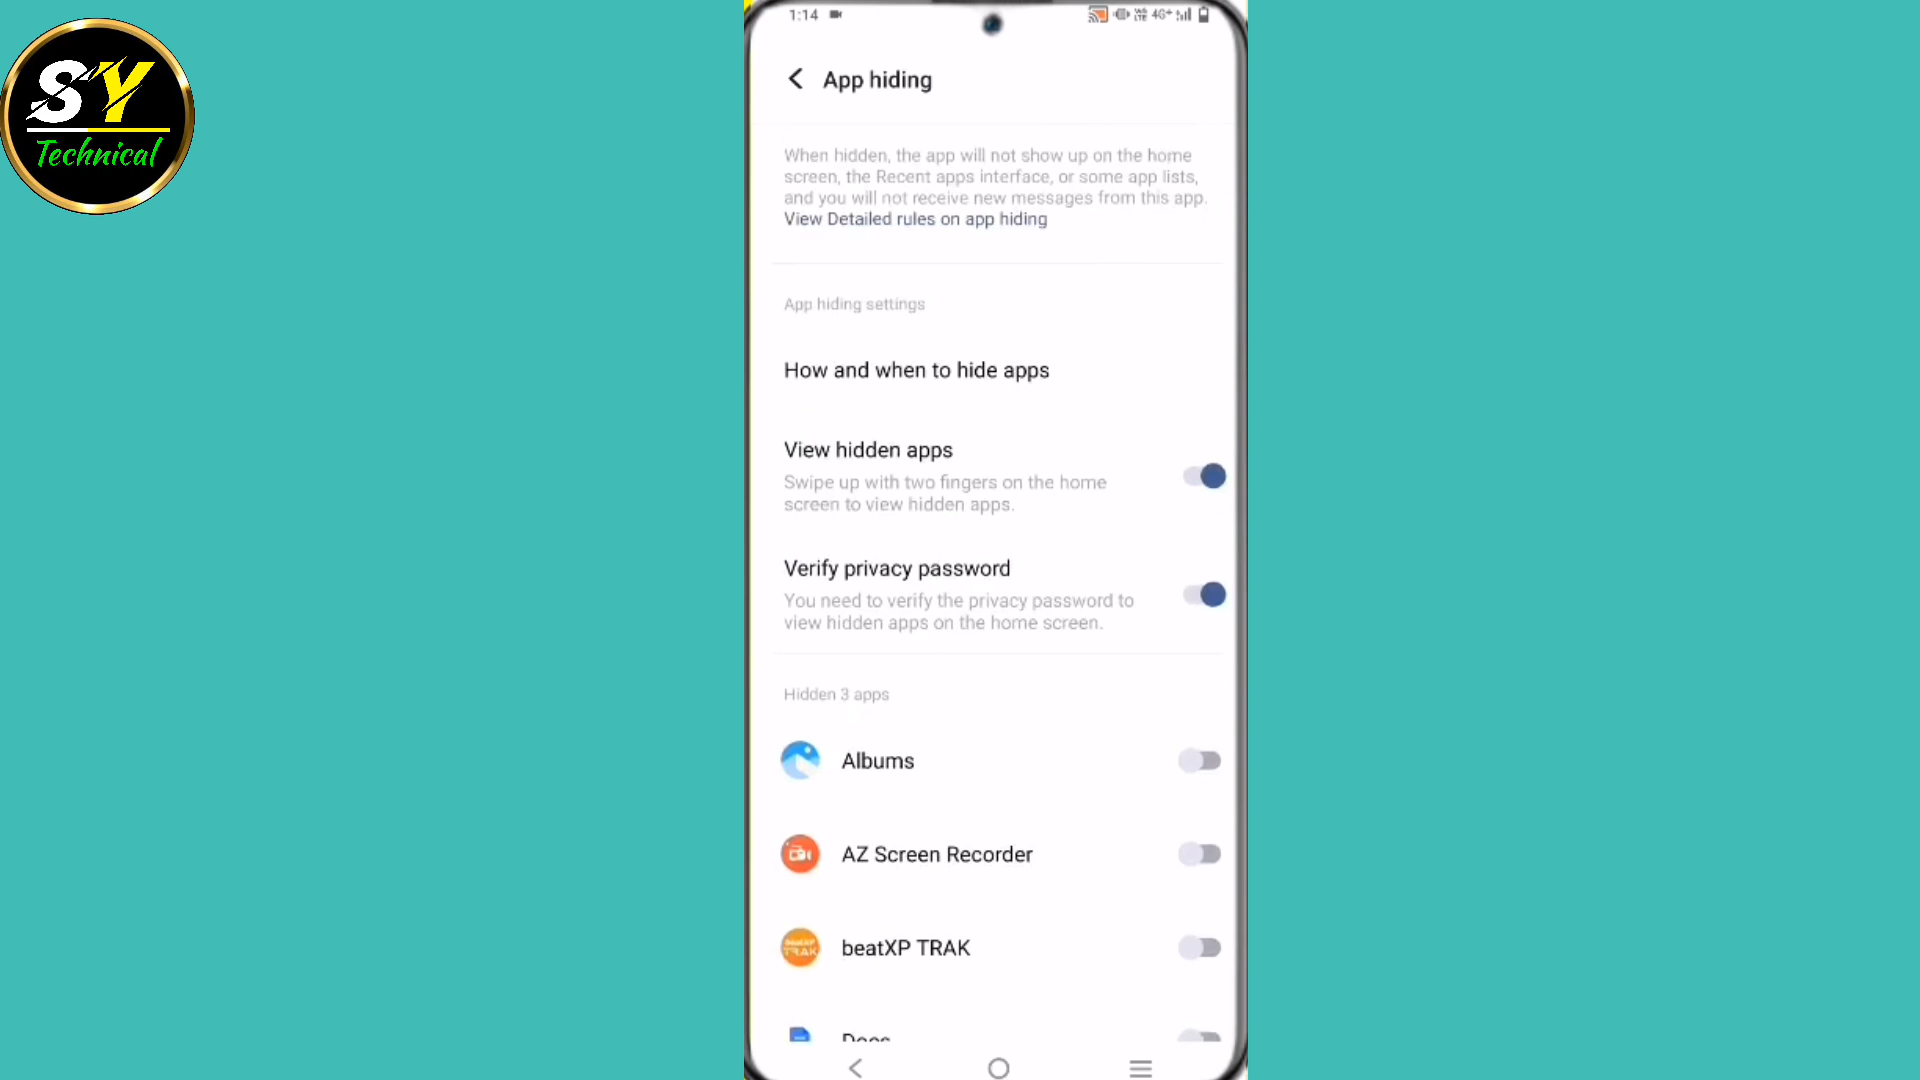 SY
Technical
1:14
4G+
App hiding
When hidden, the app will not show up on the home
screen, the Recent apps interface, or some app lists,
and you will not receive new messages from this app.
View Detailed rules on app hiding
App hiding settings
How and when to hide apps
View hidden apps
Swipe up with two fingers on the home
screen to view hidden apps.
Verify privacy password
You need to verify the privacy password to
view hidden apps on the home screen.
Hidden 3 apps
Albums
AZ Screen Recorder
beatXP TRAK
Docs